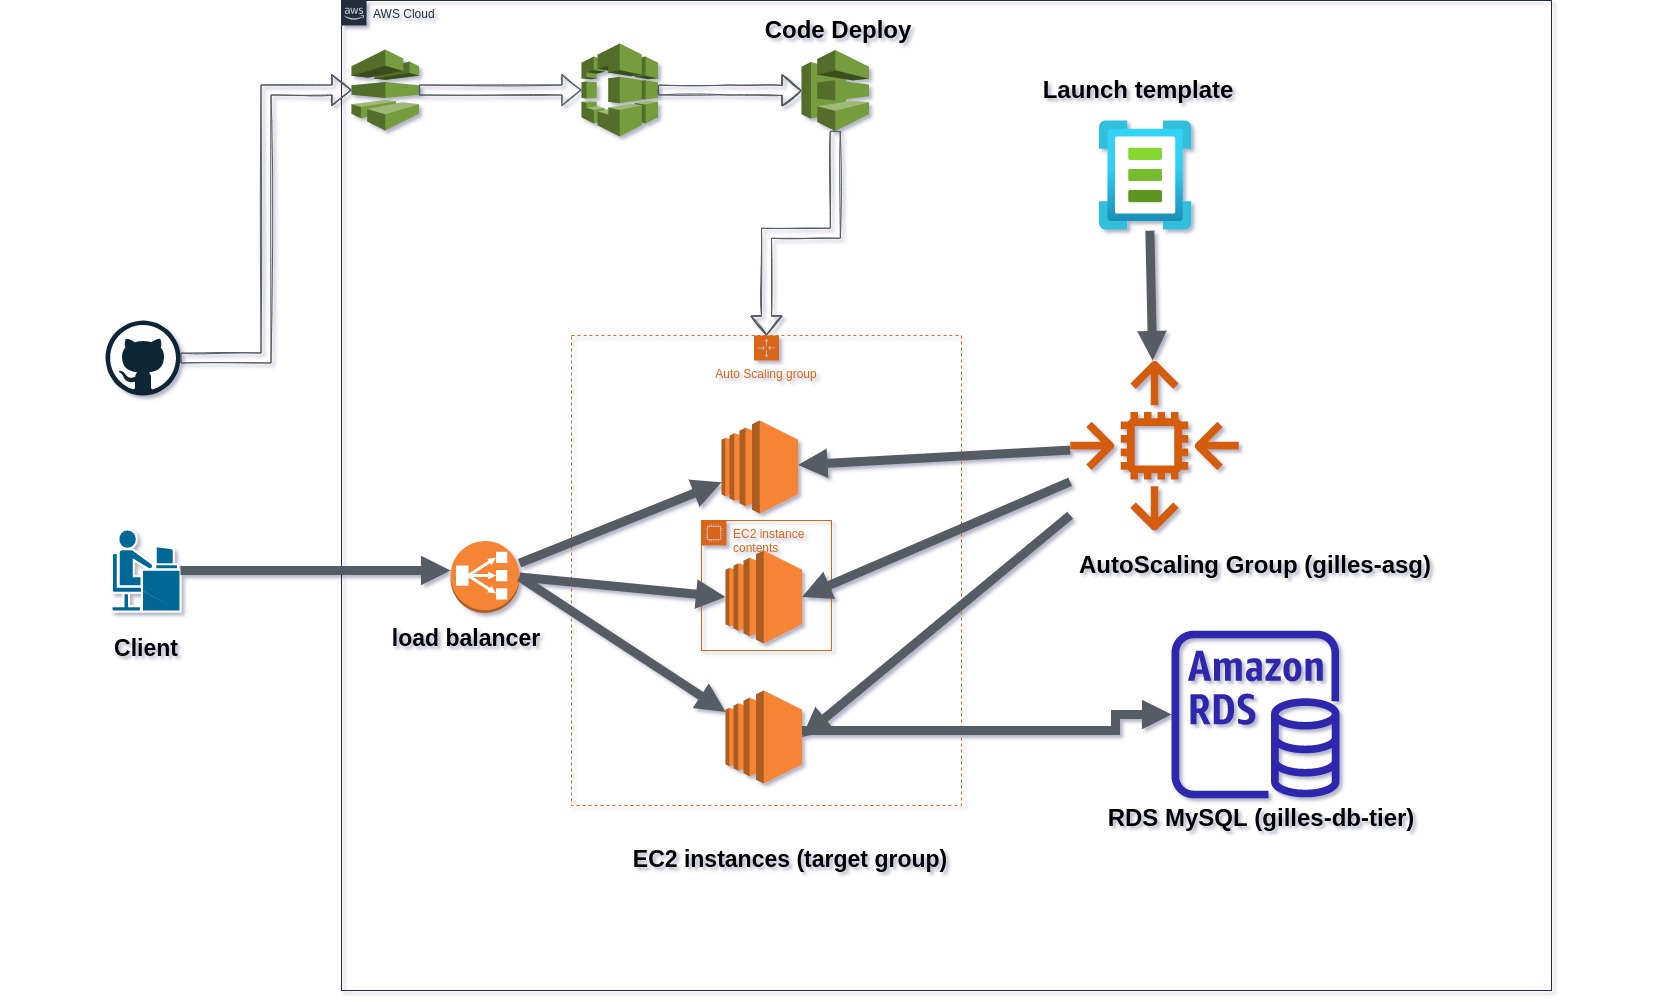 aws
AWS Cloud
Code Deploy
Launch template
Auto Scaling group
EC2 instance
contents
AutoScaling Group (gilles-asg)
Client
load balancer
Amazon
RDS
RDS MySQL (gilles-db-tier)
EC2 instances (target group)